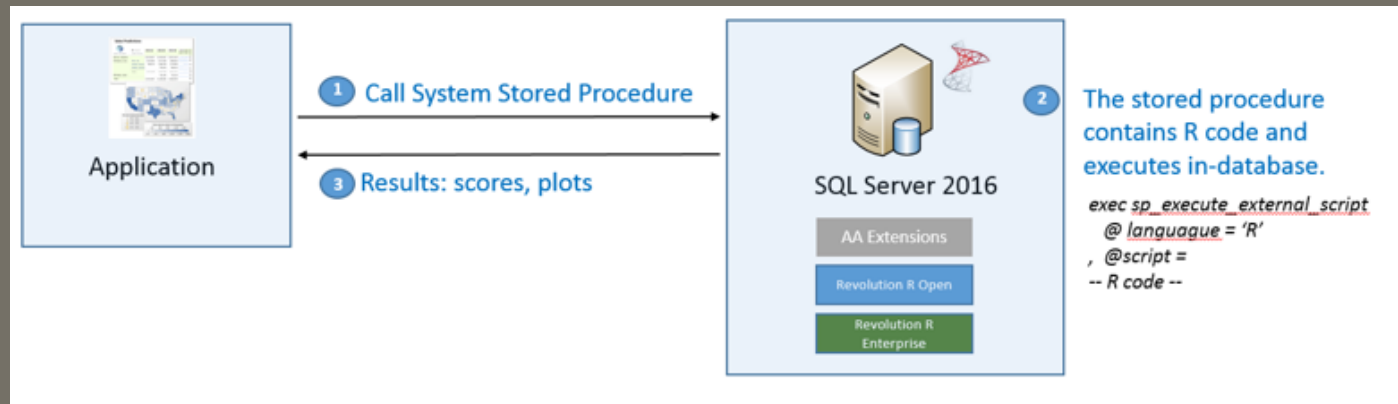 Application
1 Call System Stored Procedure
3 Results: scores, plots
SQL Server 2016
AA Extensions
Revolution R Open
Revolution R
Enterprise
2 The stored procedure
contains R code and
executes in-database.
exec sp_execute_external_script
@ languague = ‘R’
, @script =
-- R code --